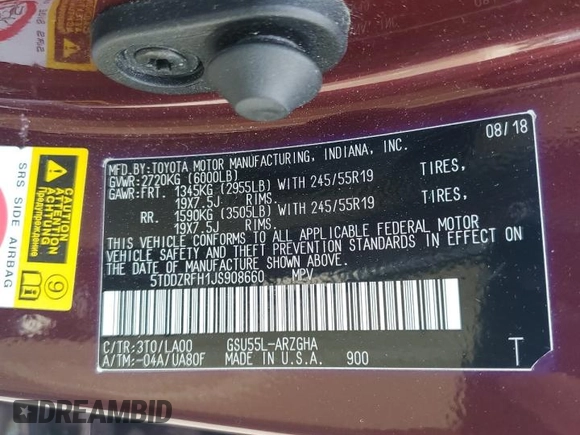 08/18
MFD.BY:TOYOTA MOTOR MANUFACTURING, INDIANA, INC.
GVWR:2720KG (6000LB)
GAWR:FRT. 1345KG (2955LB) WITH 245/55R19 TIRES,
19X7.5J RIMS.
RR. 1590KG (3505LB) WITH 245/55R19 TIRES,
19X7.5J RIMS.
THIS VEHICLE CONFORMS TO ALL APPLICABLE FEDERAL MOTOR
VEHICLE SAFETY AND THEFT PREVENTION STANDARDS IN EFFECT ON
THE DATE OF MANUFACTURE SHOWN ABOVE.
5TDDZRFH1JS908660 MPV
C/TR:3T0/LA00 GSU55L-ARZGHA
A/TM:-04A/UA80F MADE IN U.S.A. 900
T
SRS SIDE AIRBAG
CAUTION
ATTENTION
Предупреждение
9
DREAMBID